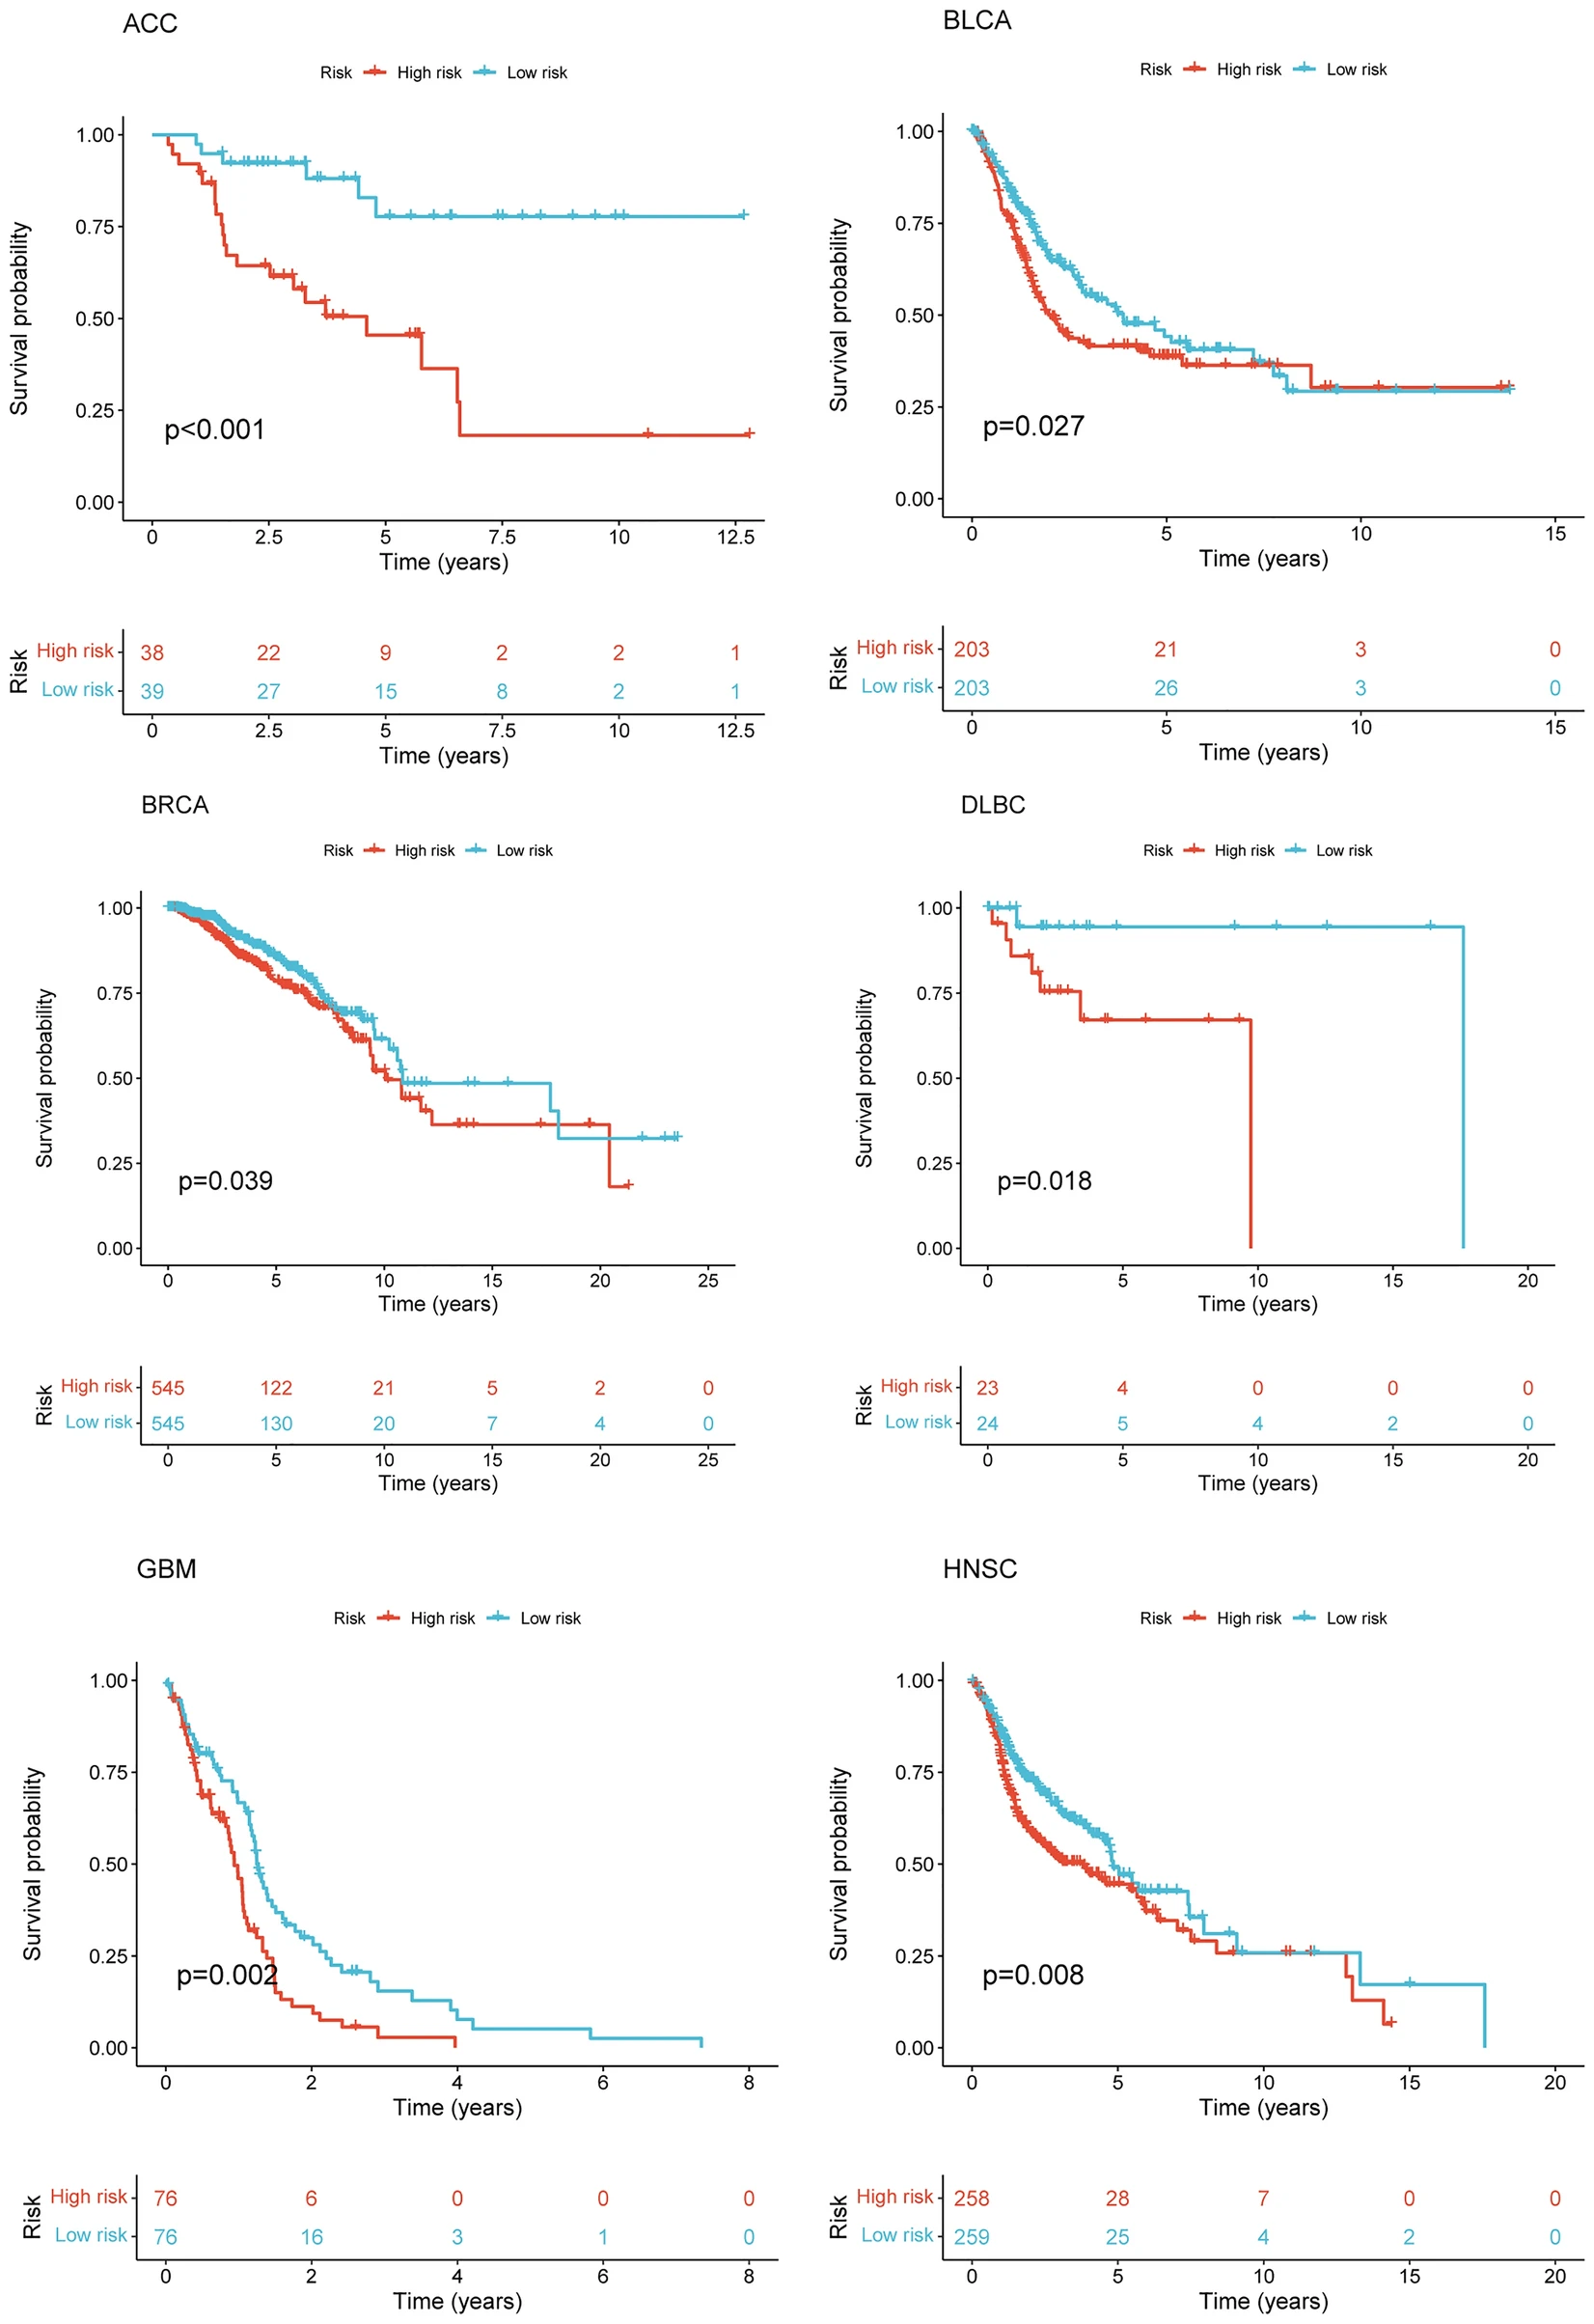 ACC
Risk High risk Low risk
Survival probability
1.00
0.75
0.50
0.25
0.00
p<0.001
0 2.5 5 7.5 10 12.5
Time (years)
Risk
High risk 38 22 9 2 2 1
Low risk 39 27 15 8 2 1
0 2.5 5 7.5 10 12.5
Time (years)
BLCA
Risk High risk Low risk
Survival probability
1.00
0.75
0.50
0.25
0.00
p=0.027
0 5 10 15
Time (years)
Risk
High risk 203 21 3 0
Low risk 203 26 3 0
0 5 10 15
Time (years)
BRCA
Risk High risk Low risk
Survival probability
1.00
0.75
0.50
0.25
0.00
p=0.039
0 5 10 15 20 25
Time (years)
Risk
High risk 545 122 21 5 2 0
Low risk 545 130 20 7 4 0
0 5 10 15 20 25
Time (years)
DLBC
Risk High risk Low risk
Survival probability
1.00
0.75
0.50
0.25
0.00
p=0.018
0 5 10 15 20
Time (years)
Risk
High risk 23 4 0 0 0
Low risk 24 5 4 2 0
0 5 10 15 20
Time (years)
GBM
Risk High risk Low risk
Survival probability
1.00
0.75
0.50
0.25
0.00
p=0.002
0 2 4 6 8
Time (years)
Risk
High risk 76 6 0 0 0
Low risk 76 16 3 1 0
0 2 4 6 8
Time (years)
HNSC
Risk High risk Low risk
Survival probability
1.00
0.75
0.50
0.25
0.00
p=0.008
0 5 10 15 20
Time (years)
Risk
High risk 258 28 7 0 0
Low risk 259 25 4 2 0
0 5 10 15 20
Time (years)